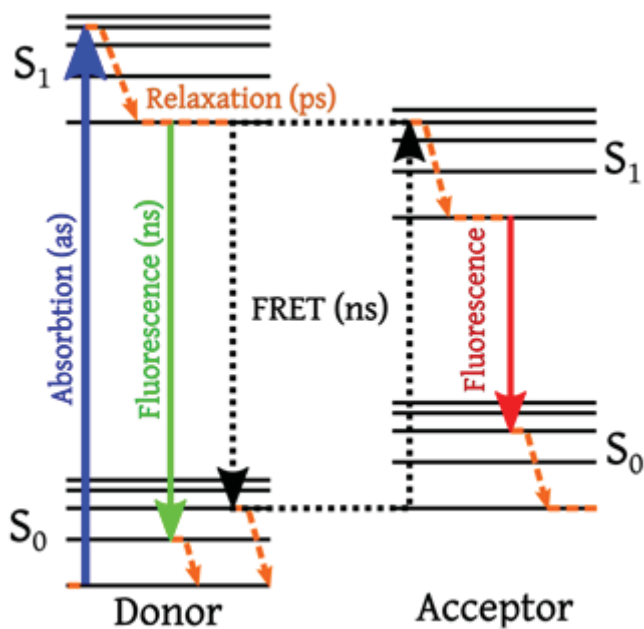 S1
Relaxation (ps)
S1
Absorbtion (as)
Fluorescence (ns)
FRET (ns)
Fluorescence
S0
S0
Donor
Acceptor